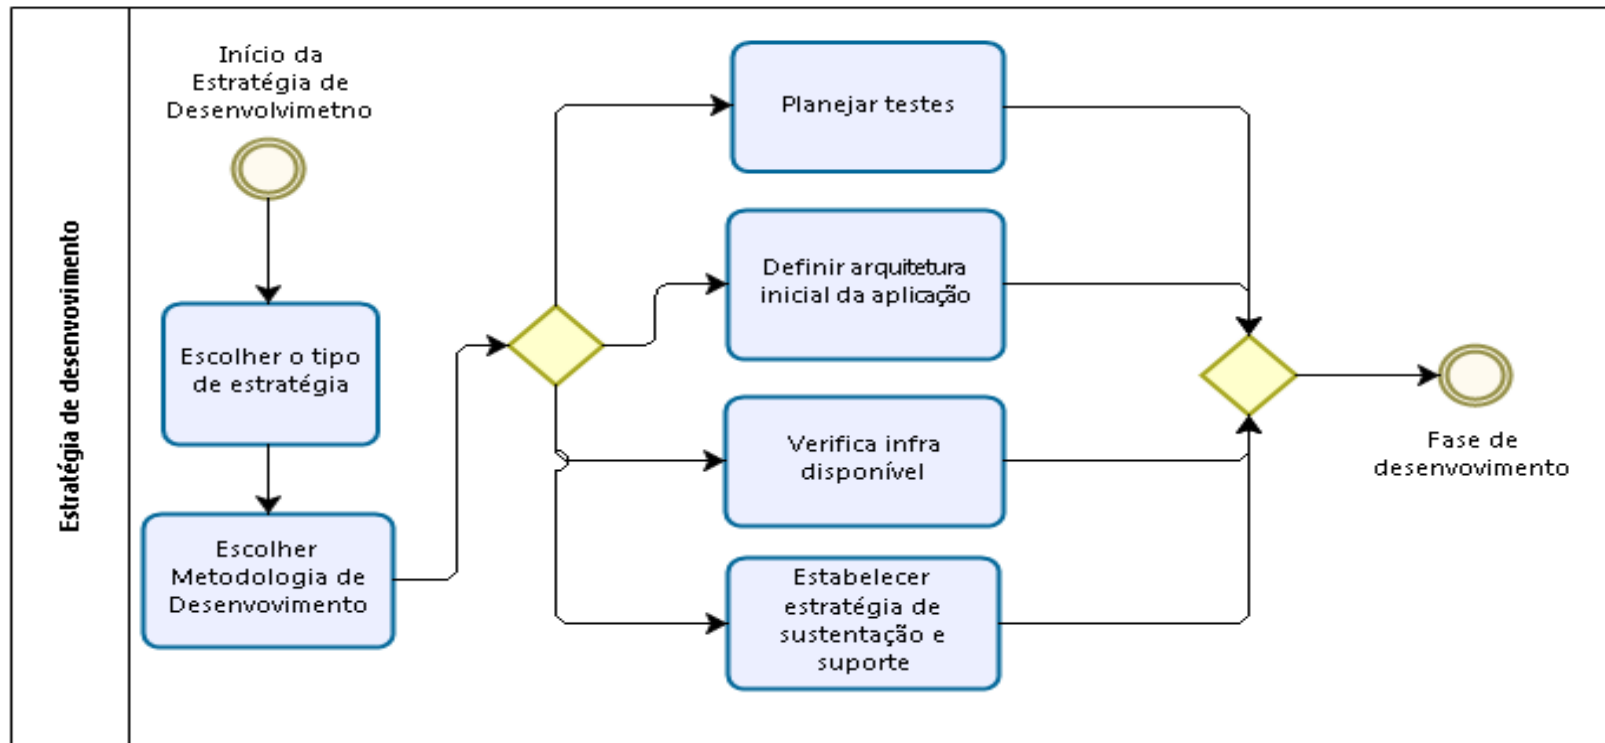 Estratégia de desenvovimento
Início da
Estratégia de
Desenvolvimetno
Escolher o tipo
de estratégia
Escolher
Metodologia de
Desenvovimento
Planejar testes
Definir arquitetura
inicial da aplicação
Verifica infra
disponível
Estabelecer
estratégia de
sustentação e
suporte
Fase de
desenvovimento